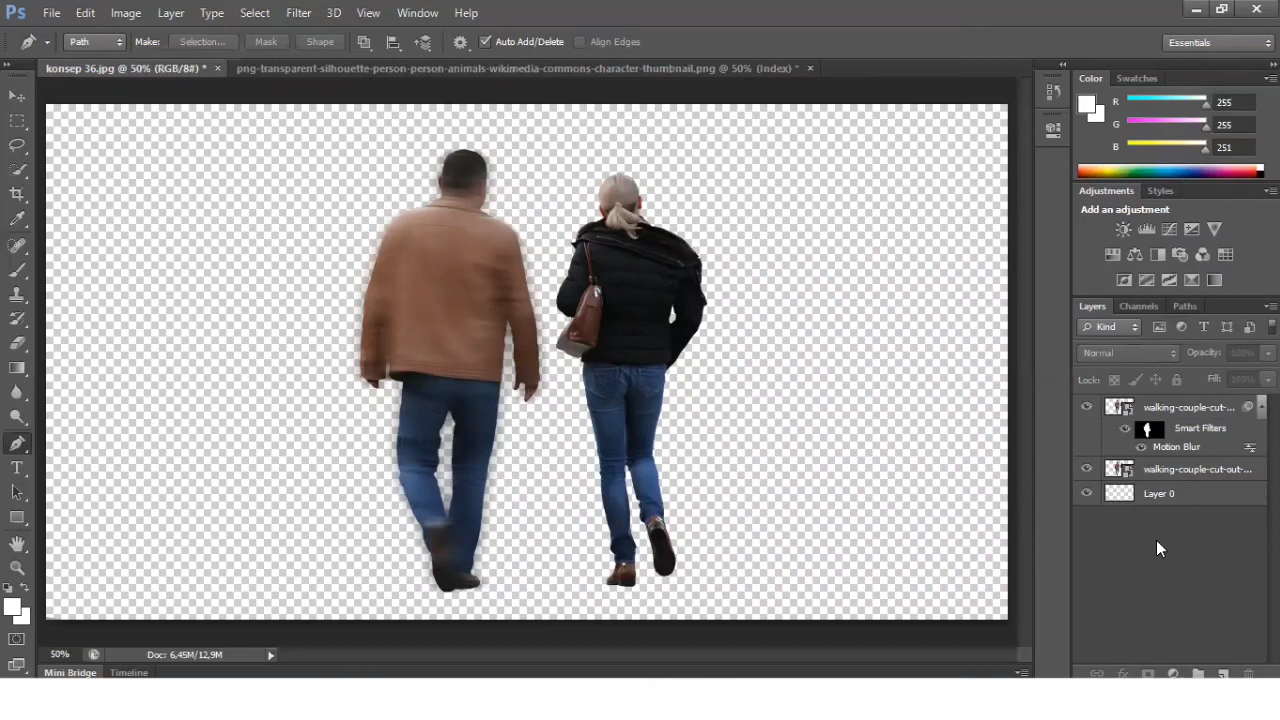 Ps File Edit Image Layer Type Select Filter 3D View Window Help
Path Make: Selection... Mask Shape Auto Add/Delete Align Edges Essentials
konsep 36.jpg @ 50% (RGB/8#) * × png-transparent-silhouette-person-person-animals-wikimedia-commons-character-thumbnail.png @ 50% (Index) * ×
Color Swatches
R 255
G 255
B 251
Adjustments Styles
Add an adjustment
Layers Channels Paths
Kind T
Normal Opacity: 100%
Lock: Fill: 100%
walking-couple-cut-...
Smart Filters
Motion Blur
walking-couple-cut-out-...
Layer 0
50% Doc: 6,45M/12,9M
Mini Bridge Timeline